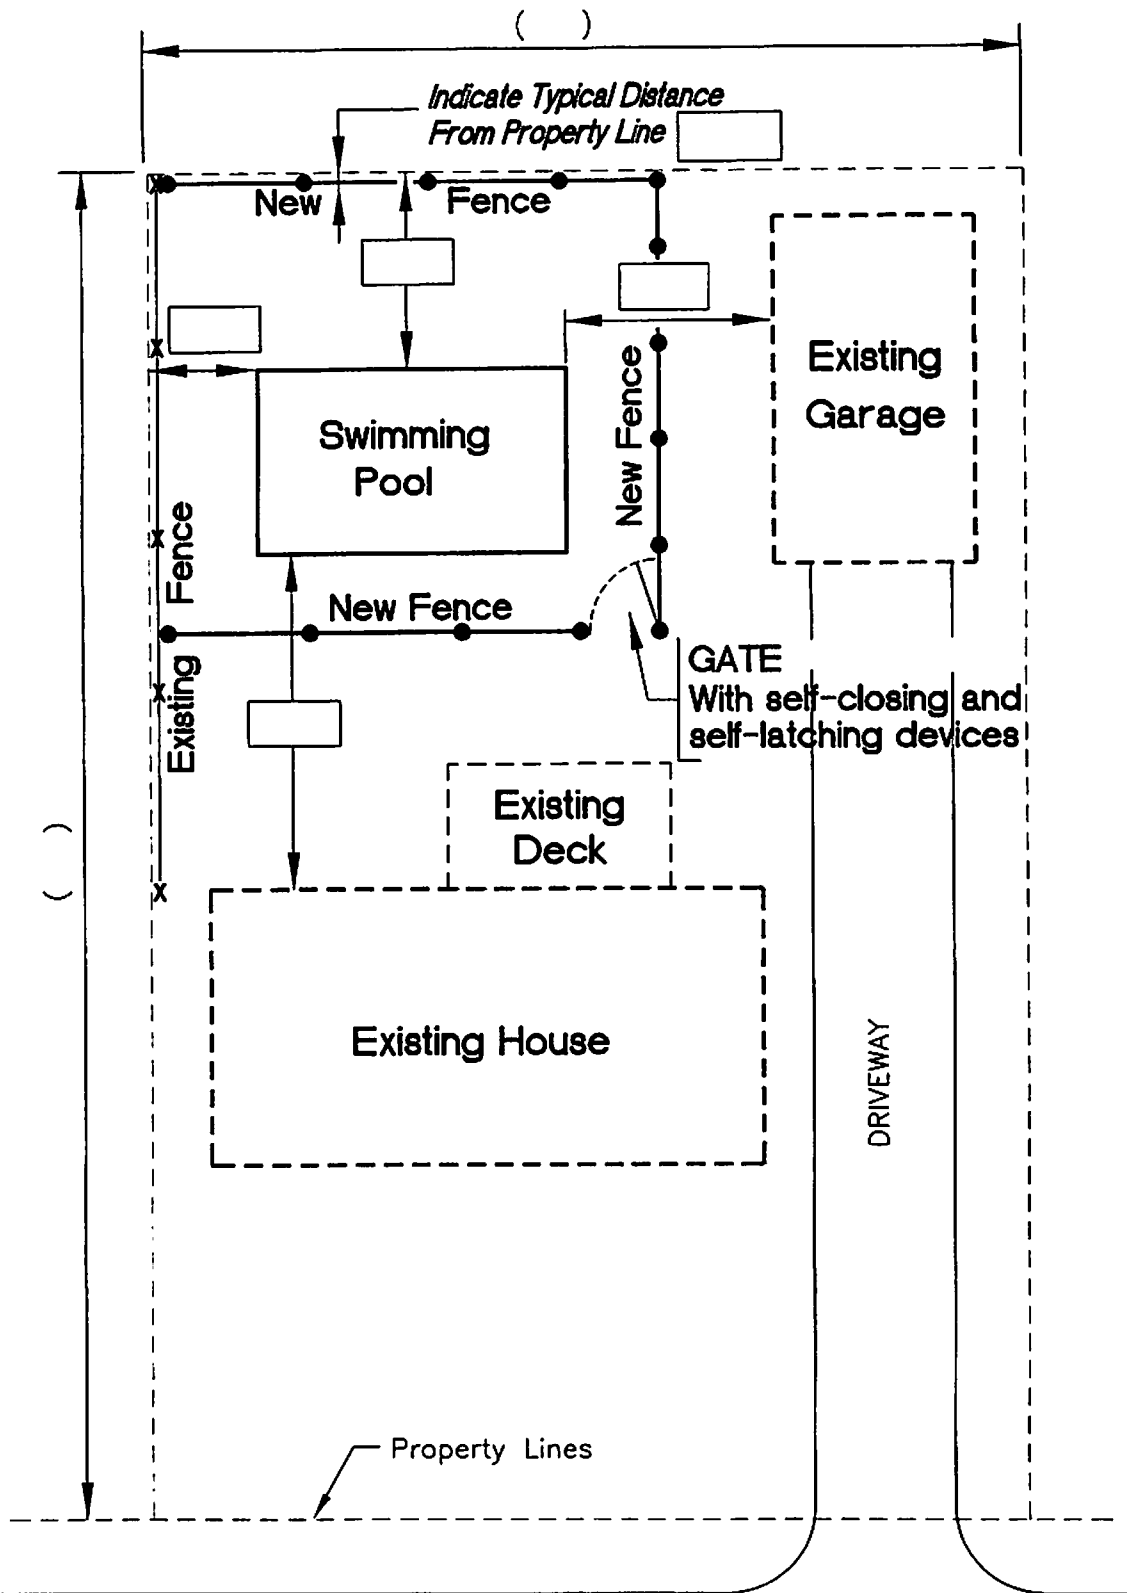 ( )
Indicate Typical Distance
From Property Line
New Fence
Existing
Garage
Swimming
Pool
New Fence
Existing Fence
New Fence
GATE
With self-closing and
self-latching devices
( )
Existing
Deck
Existing House
DRIVEWAY
Property Lines